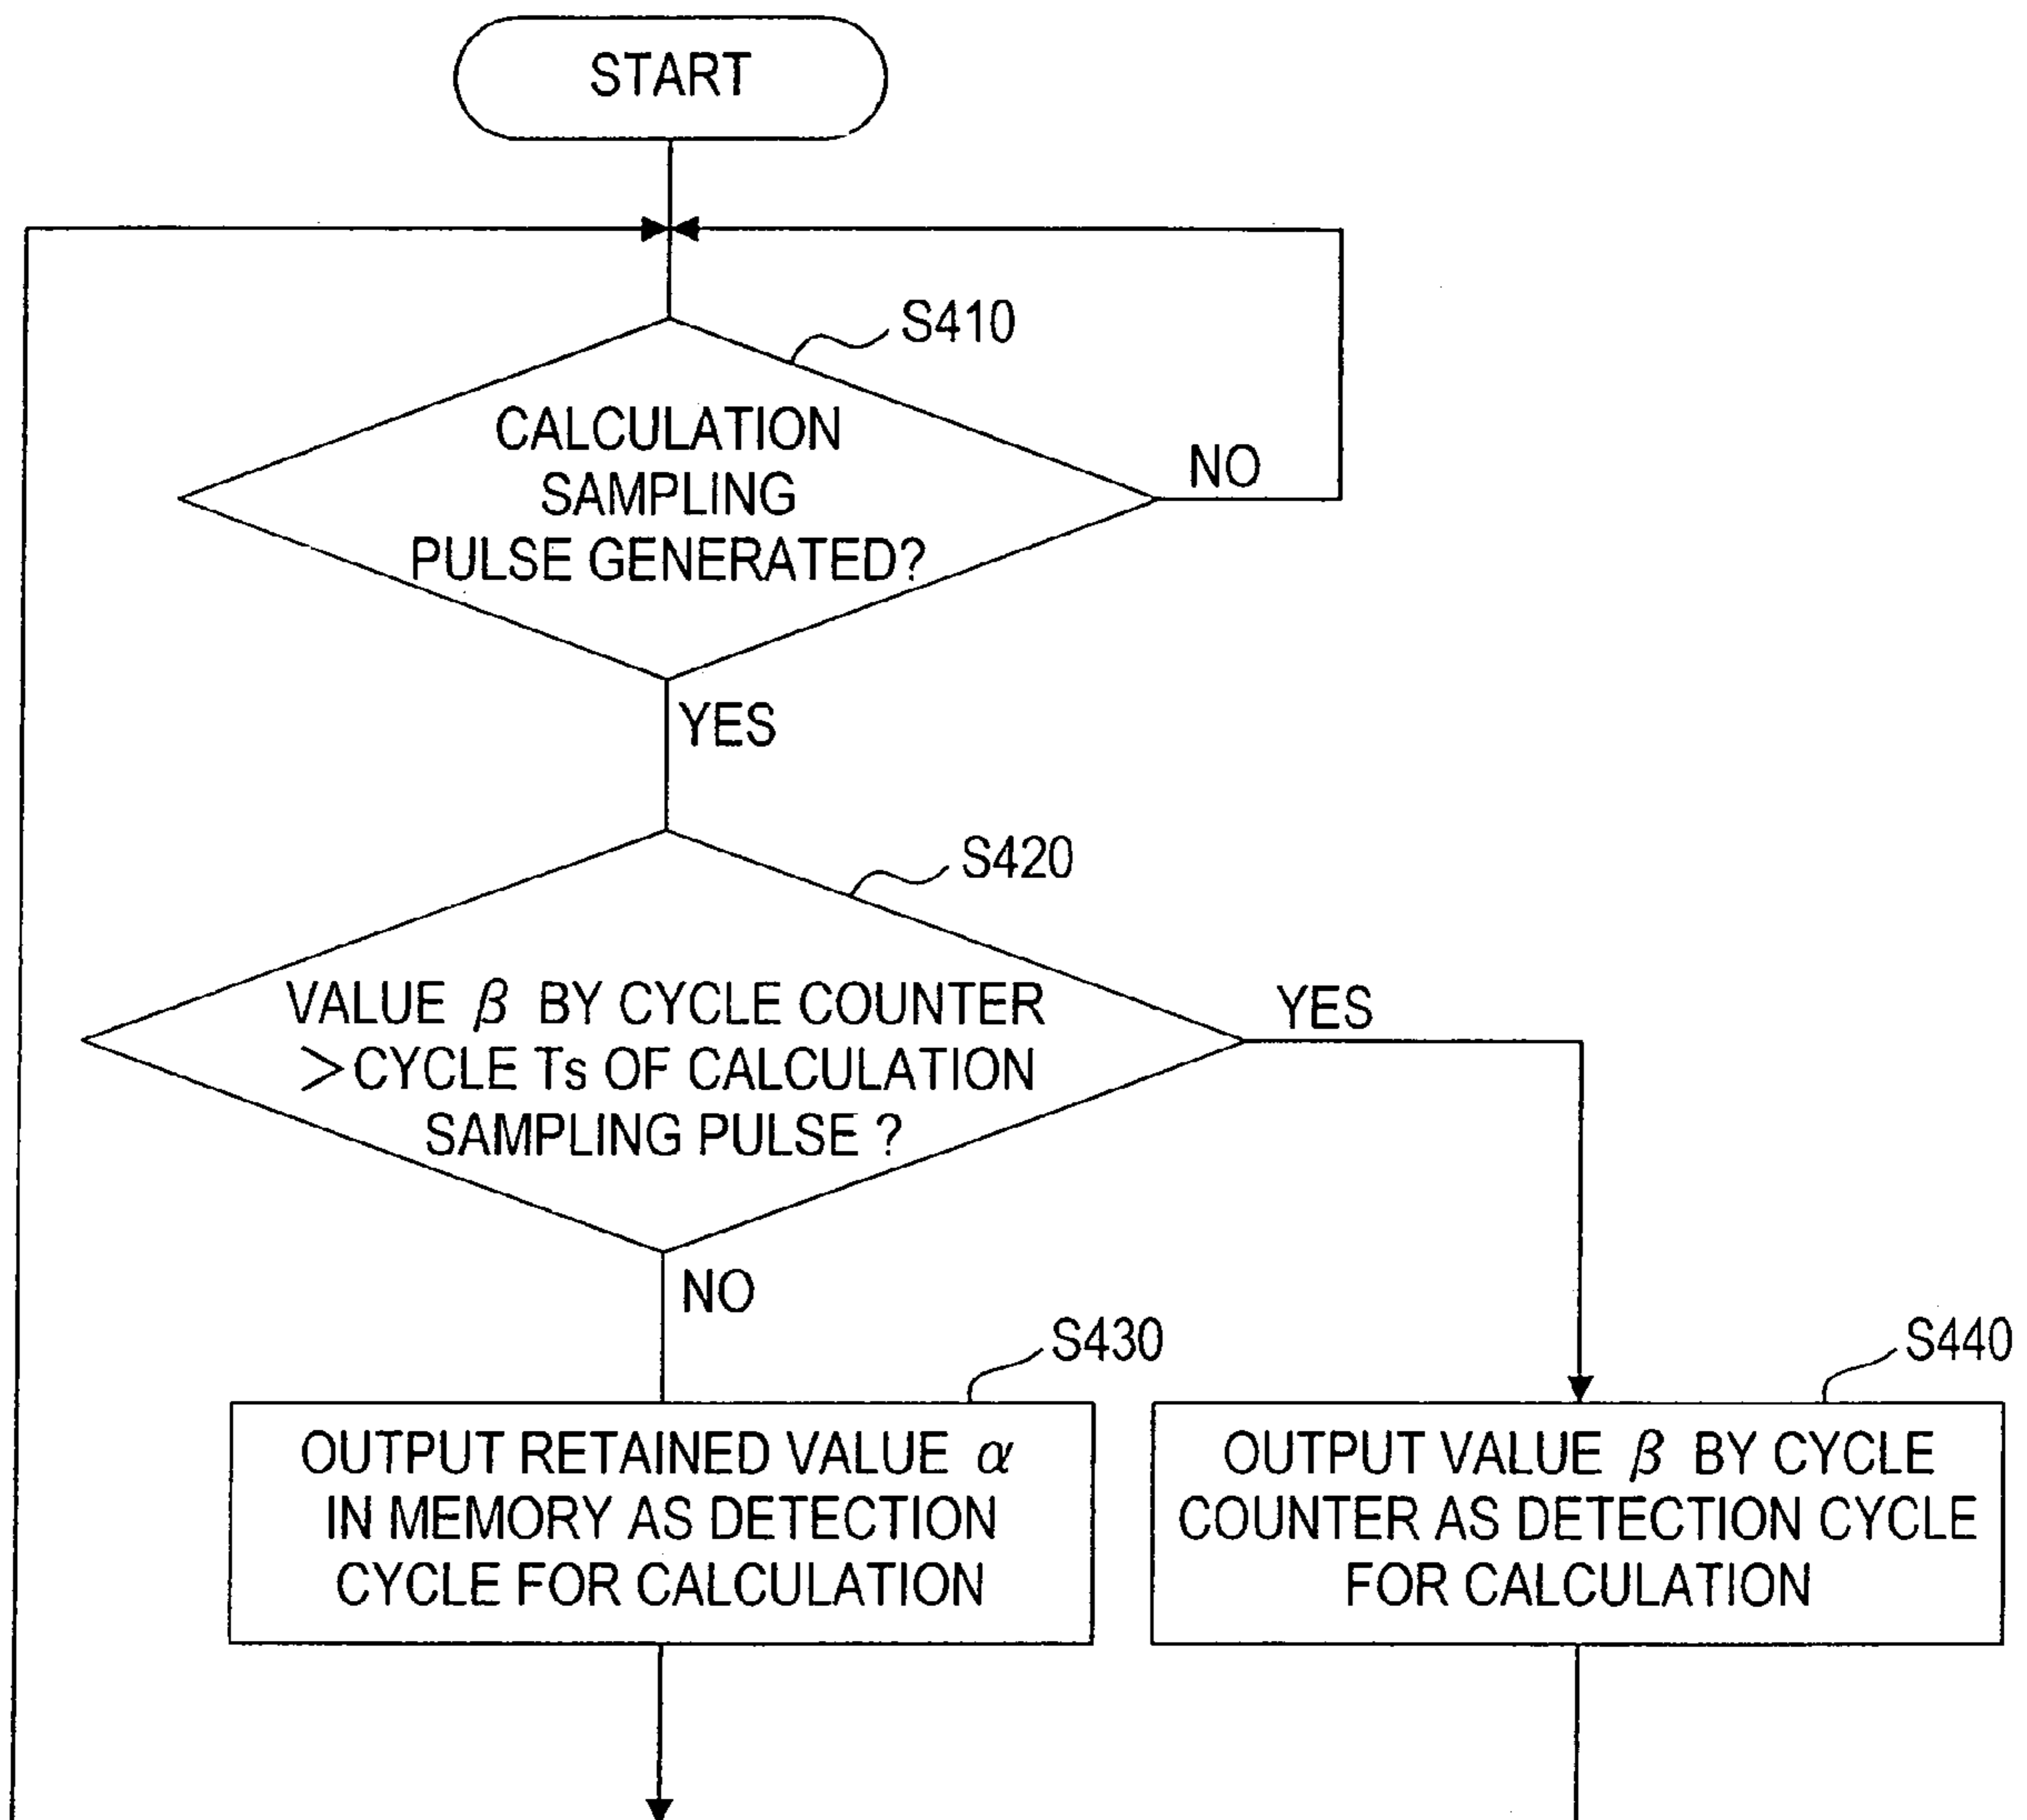 START
S410
CALCULATION
SAMPLING
PULSE GENERATED?
NO
YES
S420
VALUE β BY CYCLE COUNTER
>CYCLE Ts OF CALCULATION
SAMPLING PULSE ?
YES
NO
S430
OUTPUT RETAINED VALUE α
IN MEMORY AS DETECTION
CYCLE FOR CALCULATION
S440
OUTPUT VALUE β BY CYCLE
COUNTER AS DETECTION CYCLE
FOR CALCULATION